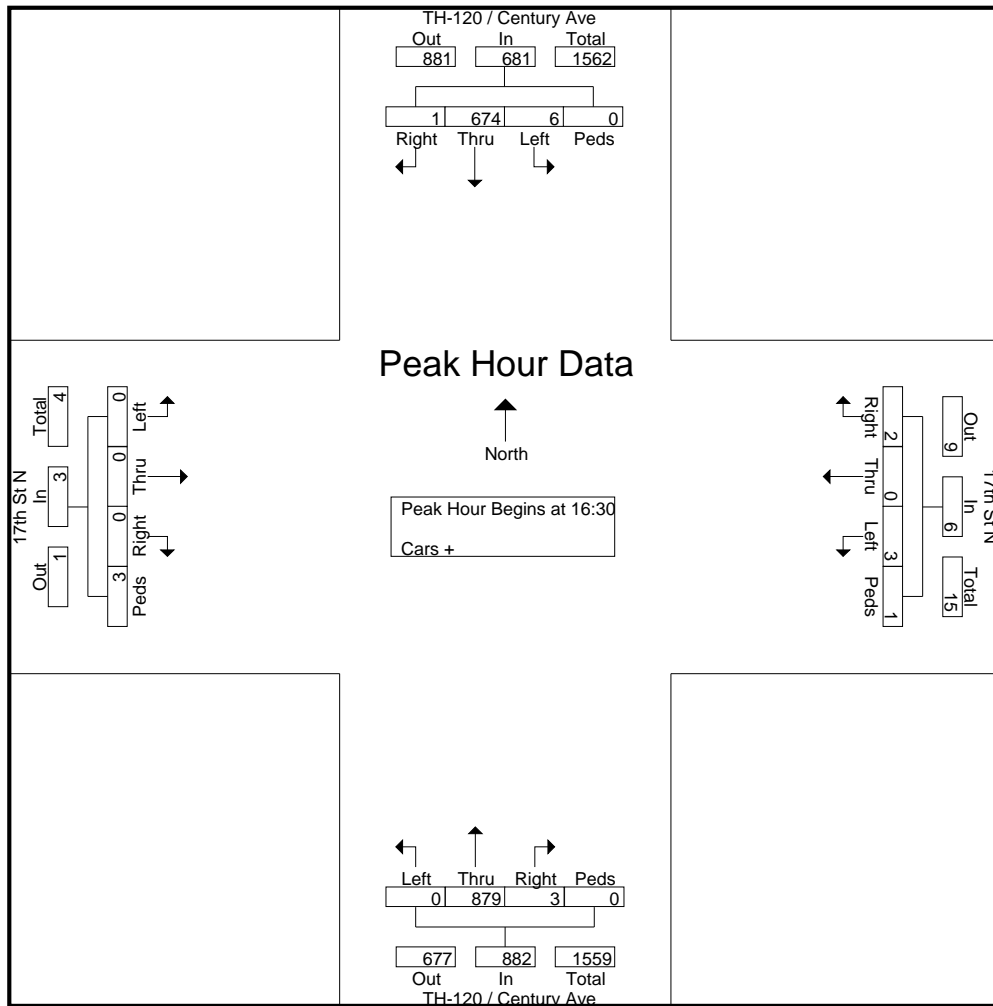 TH-120 / Century Ave
Out In Total
881 681 1562
1 674 6 0
Right Thru Left Peds
Peak Hour Data
North
Peak Hour Begins at 16:30
Cars +
17th St N
Out In Total
1 3 4
Left Thru Right Peds
0 0 0 3
17th St N
Out In Total
9 6 15
Right Thru Left Peds
2 0 3 1
Left Thru Right Peds
0 879 3 0
677 882 1559
Out In Total
TH-120 / Century Ave